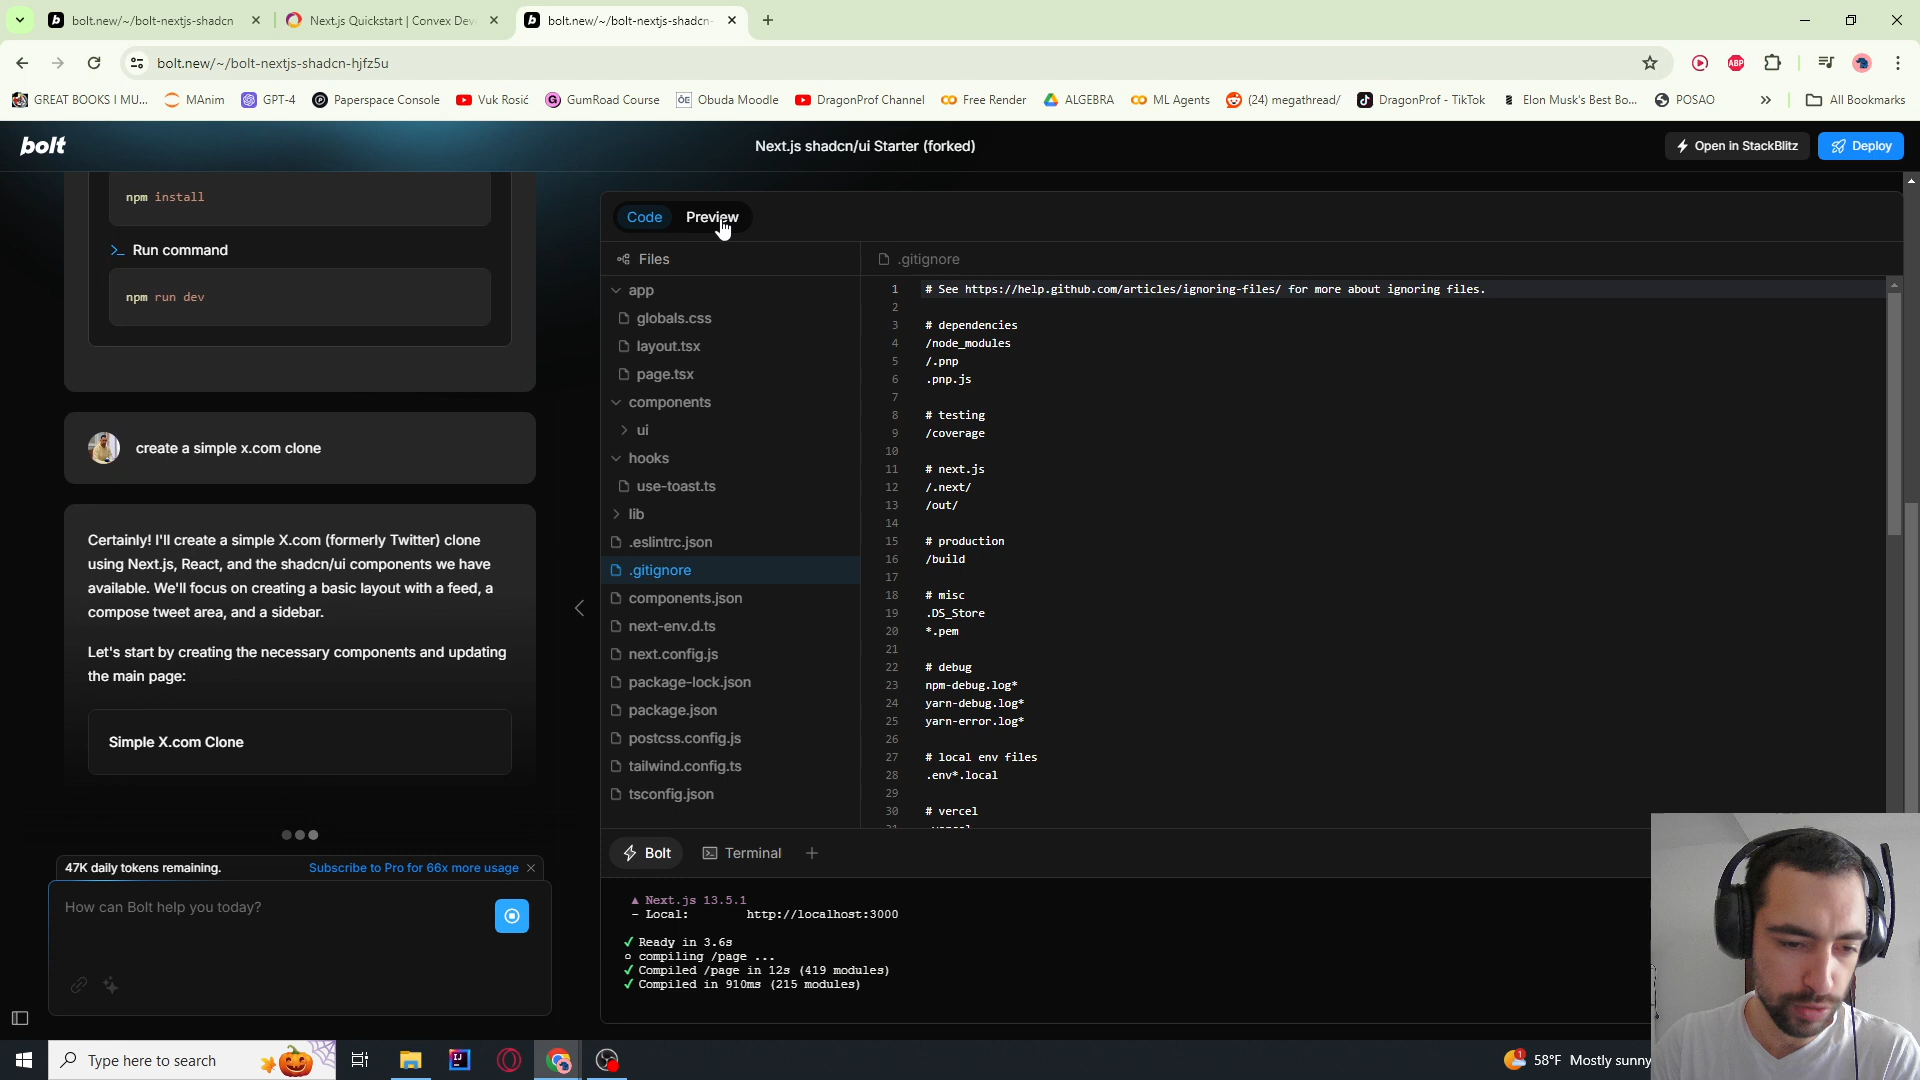 bolt.new/~/bolt-nextjs-shadcn
Next.js Quickstart | Convex Dev
bolt.new/~/bolt-nextjs-shadcn-
bolt.new/~/bolt-nextjs-shadcn-hjfz5u
ABP
GREAT BOOKS I MU...
MAnim
GPT-4
Paperspace Console
Vuk Rosić
GumRoad Course
Obuda Moodle
DragonProf Channel
Free Render
ALGEBRA
ML Agents
(24) megathread/
DragonProf - TikTok
Elon Musk's Best Bo...
POSAO
All Bookmarks
bolt
Next.js shadcn/ui Starter (forked)
Open in StackBlitz
Deploy
npm install
Run command
npm run dev
create a simple x.com clone
Certainly! I'll create a simple X.com (formerly Twitter) clone
using Next.js, React, and the shadcn/ui components we have
available. We'll focus on creating a basic layout with a feed, a
compose tweet area, and a sidebar.
Let's start by creating the necessary components and updating
the main page:
Simple X.com Clone
47K daily tokens remaining.
Subscribe to Pro for 66x more usage
How can Bolt help you today?
Code
Preview
Files
app
globals.css
layout.tsx
page.tsx
components
ui
hooks
use-toast.ts
lib
.eslintrc.json
.gitignore
components.json
next-env.d.ts
next.config.js
package-lock.json
package.json
postcss.config.js
tailwind.config.ts
tsconfig.json
.gitignore
1 # See https://help.github.com/articles/ignoring-files/ for more about ignoring files.
2
3 # dependencies
4 /node_modules
5 /.pnp
6 .pnp.js
7
8 # testing
9 /coverage
10
11 # next.js
12 /.next/
13 /out/
14
15 # production
16 /build
17
18 # misc
19 .DS_Store
20 *.pem
21
22 # debug
23 npm-debug.log*
24 yarn-debug.log*
25 yarn-error.log*
26
27 # local env files
28 .env*.local
29
30 # vercel
Bolt
Terminal
▲ Next.js 13.5.1
- Local: http://localhost:3000
✓ Ready in 3.6s
○ compiling /page ...
✓ Compiled /page in 12s (419 modules)
✓ Compiled in 910ms (215 modules)
Type here to search
58°F Mostly sunny